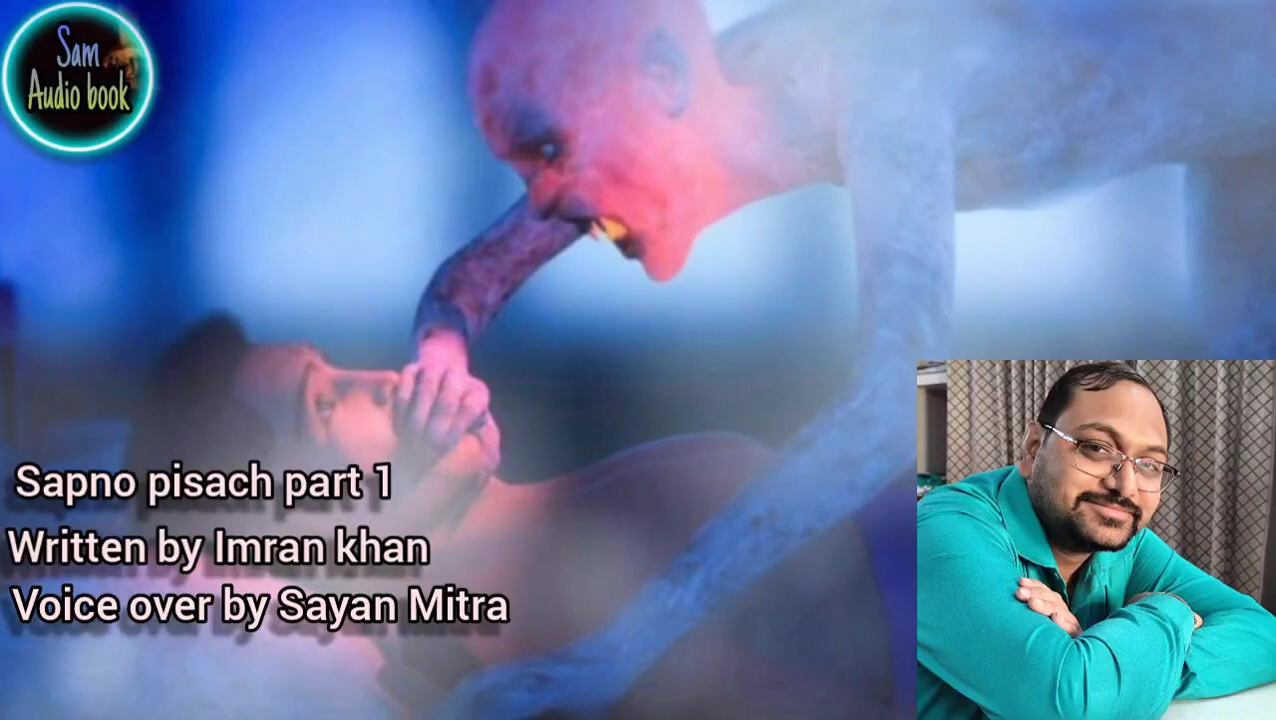 Sam
Audio book
Sapno pisach part 1
Written by Imran khan
Voice over by Sayan Mitra